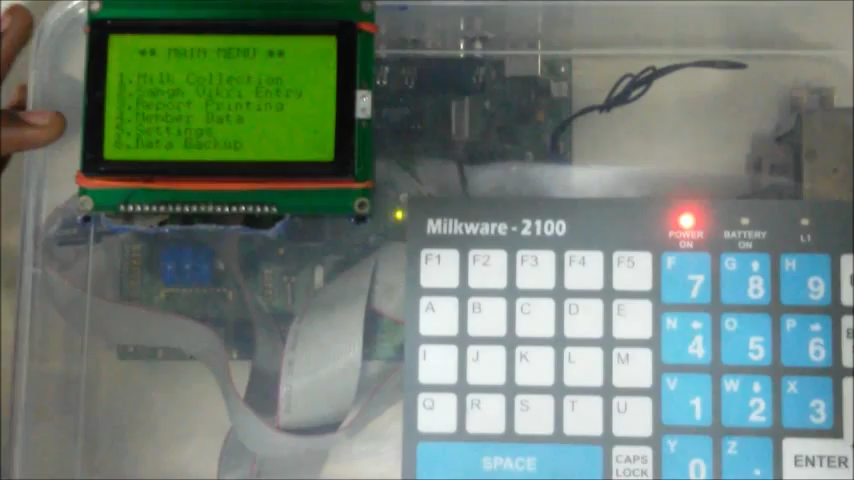 ** MAIN MENU **
1.Milk Collection
2.Sangh Vikri Entry
3.Report Printing
4.Member Data
5.Settings
6.Data Backup
Milkware-2100
POWER ON
BATTERY ON
L1
F1 F2 F3 F4 F5 F 7 G 8 H 9
A B C D E N 4 O 5 P 6
I J K L M V 1 W 2 X 3
Q R S T U Y 0 Z .
SPACE CAPS LOCK ENTER